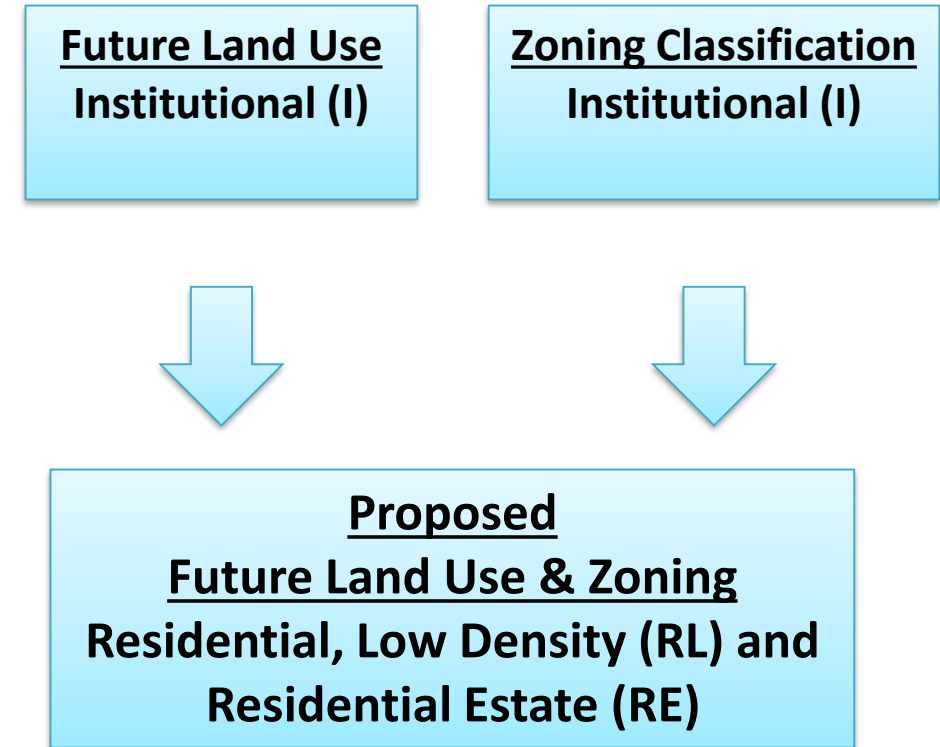 Future Land Use
Institutional (I)
Zoning Classification
Institutional (I)
Proposed
Future Land Use & Zoning
Residential, Low Density (RL) and
Residential Estate (RE)